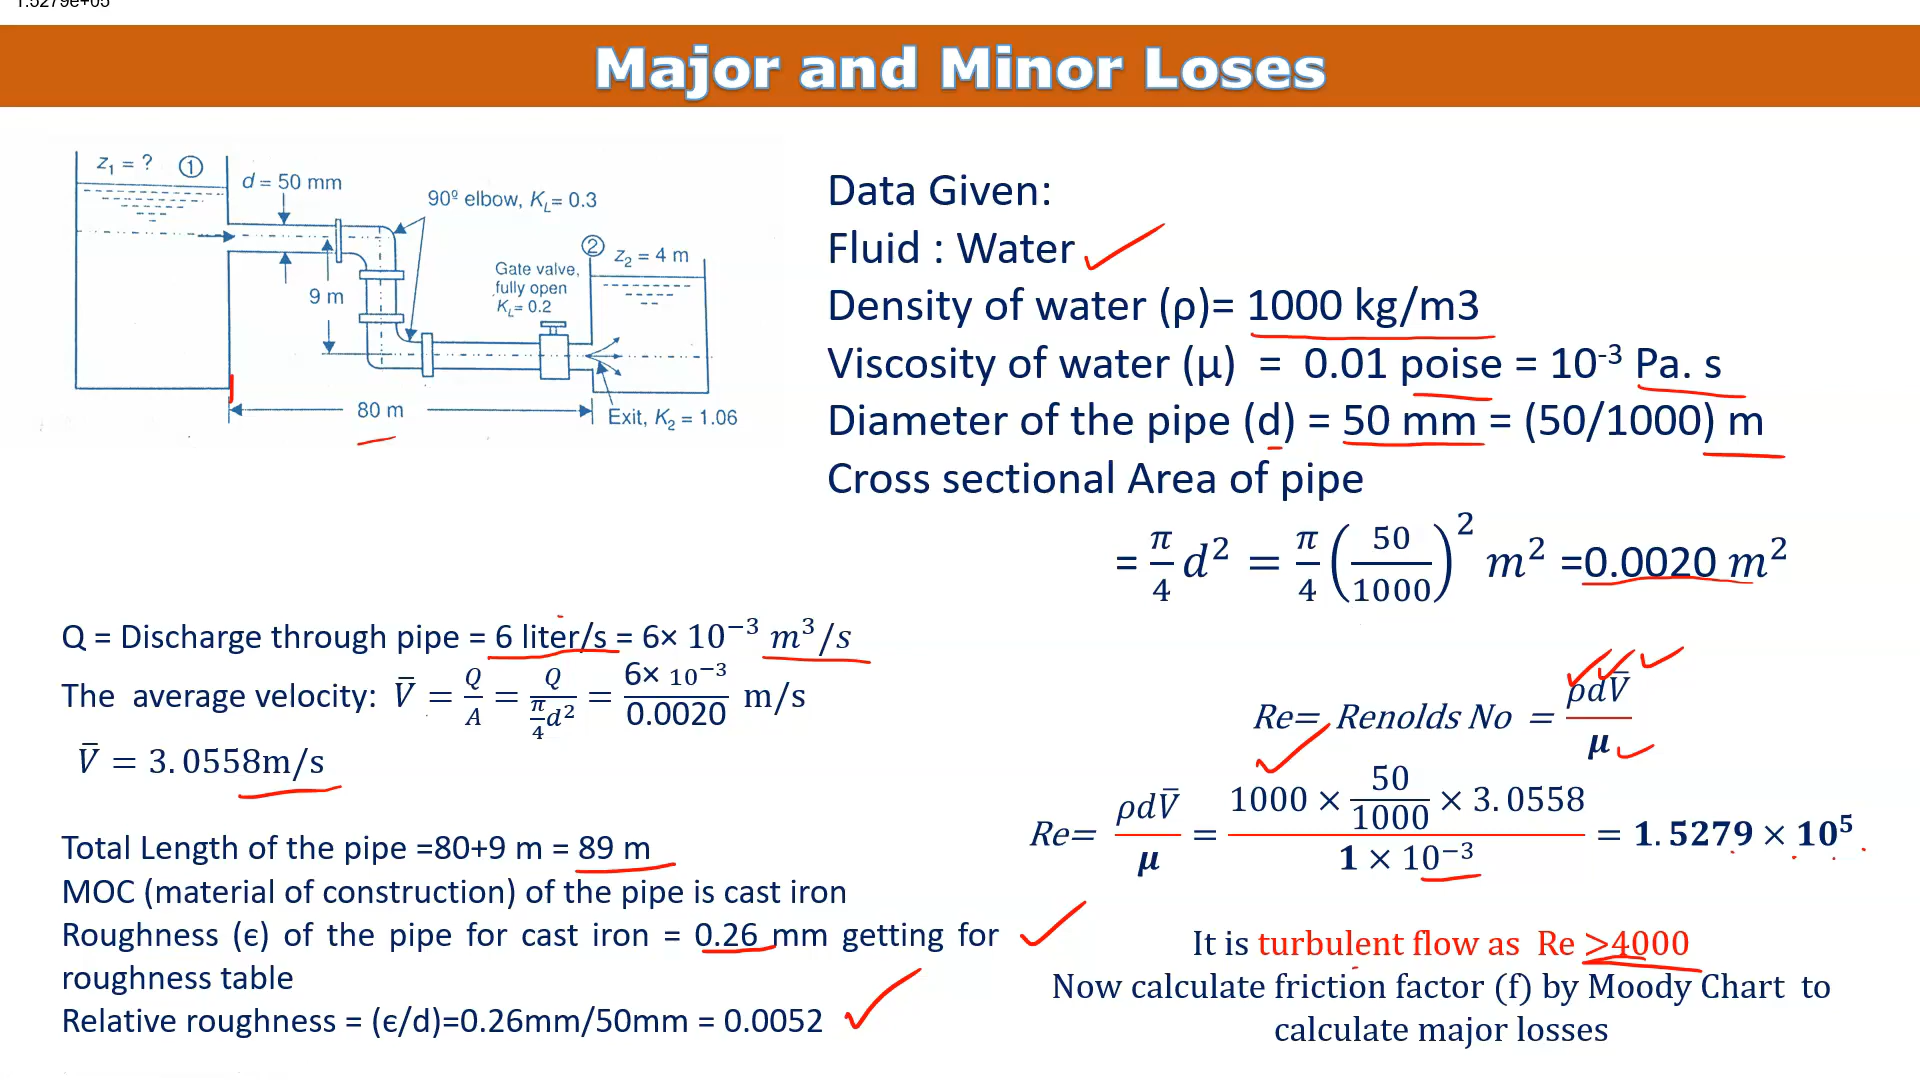 1.5279e+05
Major and Minor Loses
z₁ = ? ①
d = 50 mm
90º elbow, K_L= 0.3
② z₂ = 4 m
Gate valve,
fully open
K_L= 0.2
9 m
80 m
Exit, K₂ = 1.06
Data Given:
Fluid : Water
Density of water (ρ)= 1000 kg/m3
Viscosity of water (μ) = 0.01 poise = 10⁻³ Pa. s
Diameter of the pipe (d) = 50 mm = (50/1000) m
Cross sectional Area of pipe
= π/4 d² = π/4 (50/1000)² m² =0.0020 m²
Q = Discharge through pipe = 6 liter/s = 6× 10⁻³ m³/s
The average velocity: V̄ = Q/A = Q/(π/4 d²) = 6× 10⁻³/0.0020 m/s
V̄ = 3.0558m/s
Total Length of the pipe =80+9 m = 89 m
MOC (material of construction) of the pipe is cast iron
Roughness (ϵ) of the pipe for cast iron = 0.26 mm getting for
roughness table
Relative roughness = (ϵ/d)=0.26mm/50mm = 0.0052
Re= Renolds No = ρdV̄/μ
Re= ρdV̄/μ = (1000 × 50/1000 × 3.0558)/(1 × 10⁻³) = 1.5279 × 10⁵
It is turbulent flow as Re >4000
Now calculate friction factor (f) by Moody Chart to
calculate major losses